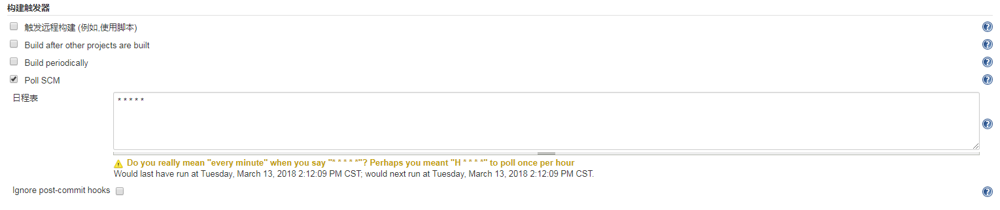 构建触发器
触发远程构建 (例如,使用脚本)
Build after other projects are built
Build periodically
Poll SCM
日程表
* * * * *
Do you really mean "every minute" when you say "* * * * *"? Perhaps you meant "H * * * *" to poll once per hour
Would last have run at Tuesday, March 13, 2018 2:12:09 PM CST; would next run at Tuesday, March 13, 2018 2:12:09 PM CST.
Ignore post-commit hooks